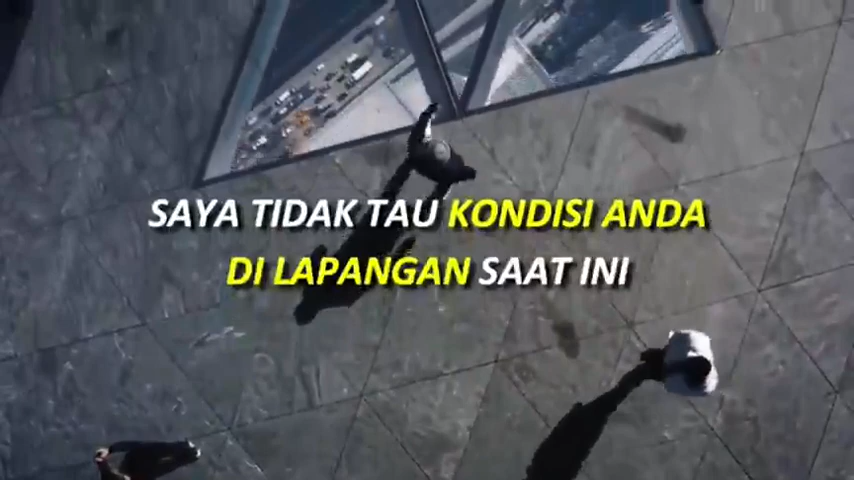 SAYA TIDAK TAU KONDISI ANDA
DI LAPANGAN SAAT INI